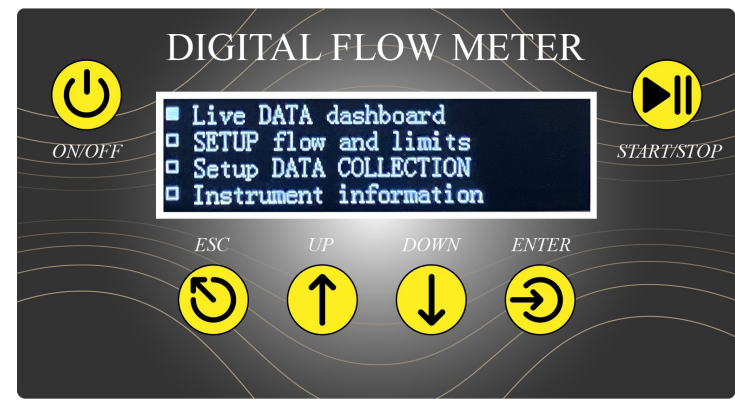 DIGITAL FLOW METER
ON/OFF
Live DATA dashboard
SETUP flow and limits
Setup DATA COLLECTION
Instrument information
START/STOP
ESC UP DOWN ENTER